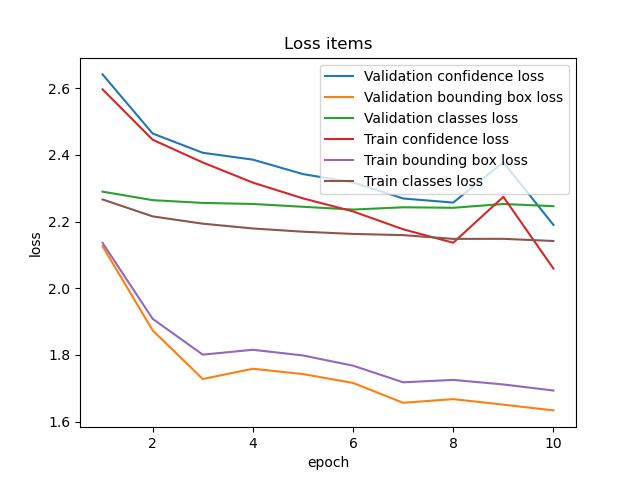 Loss items
Validation confidence loss
Validation bounding box loss
Validation classes loss
Train confidence loss
Train bounding box loss
Train classes loss
2.6
2.4
2.2
2.0
1.8
1.6
loss
2 4 6 8 10
epoch